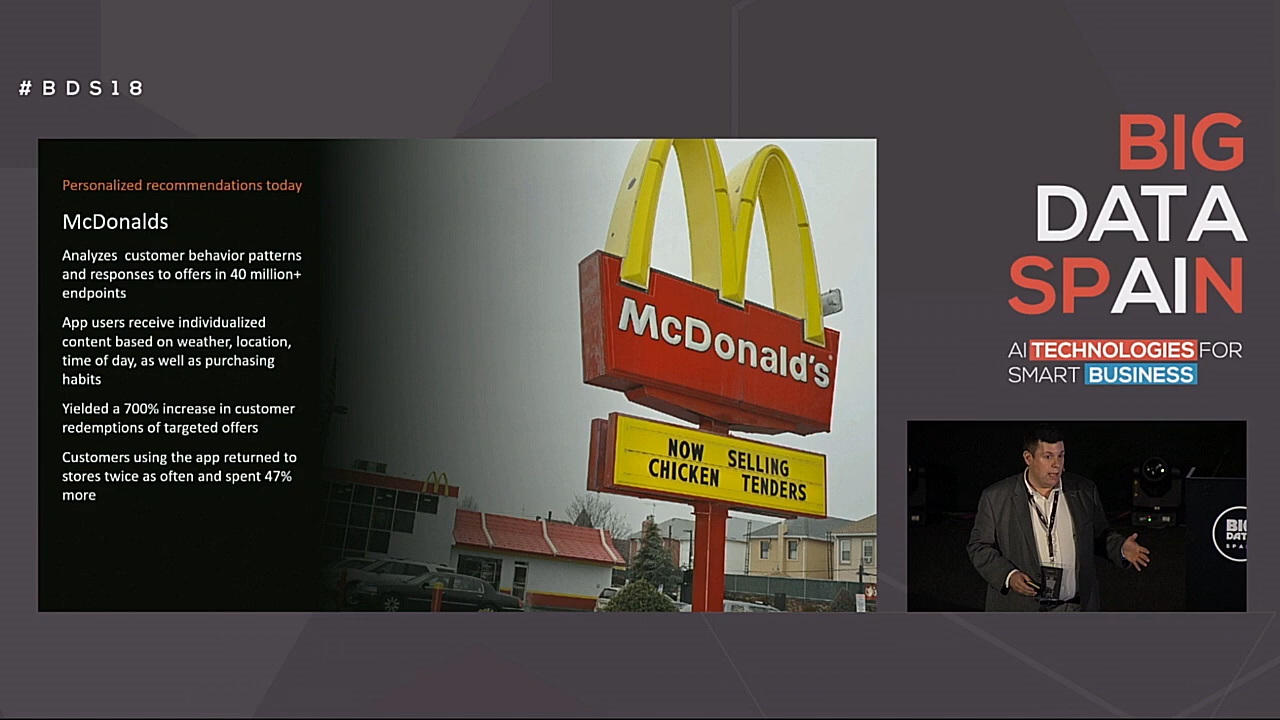 #BDS18
Personalized recommendations today
McDonalds
Analyzes customer behavior patterns
and responses to offers in 40 million+
endpoints
App users receive individualized
content based on weather, location,
time of day, as well as purchasing
habits
Yielded a 700% increase in customer
redemptions of targeted offers
Customers using the app returned to
stores twice as often and spent 47%
more
McDonald's
NOW SELLING
CHICKEN TENDERS
BIG
DATA
SPAIN
AI TECHNOLOGIES FOR
SMART BUSINESS
BIG
DATA
SPAIN